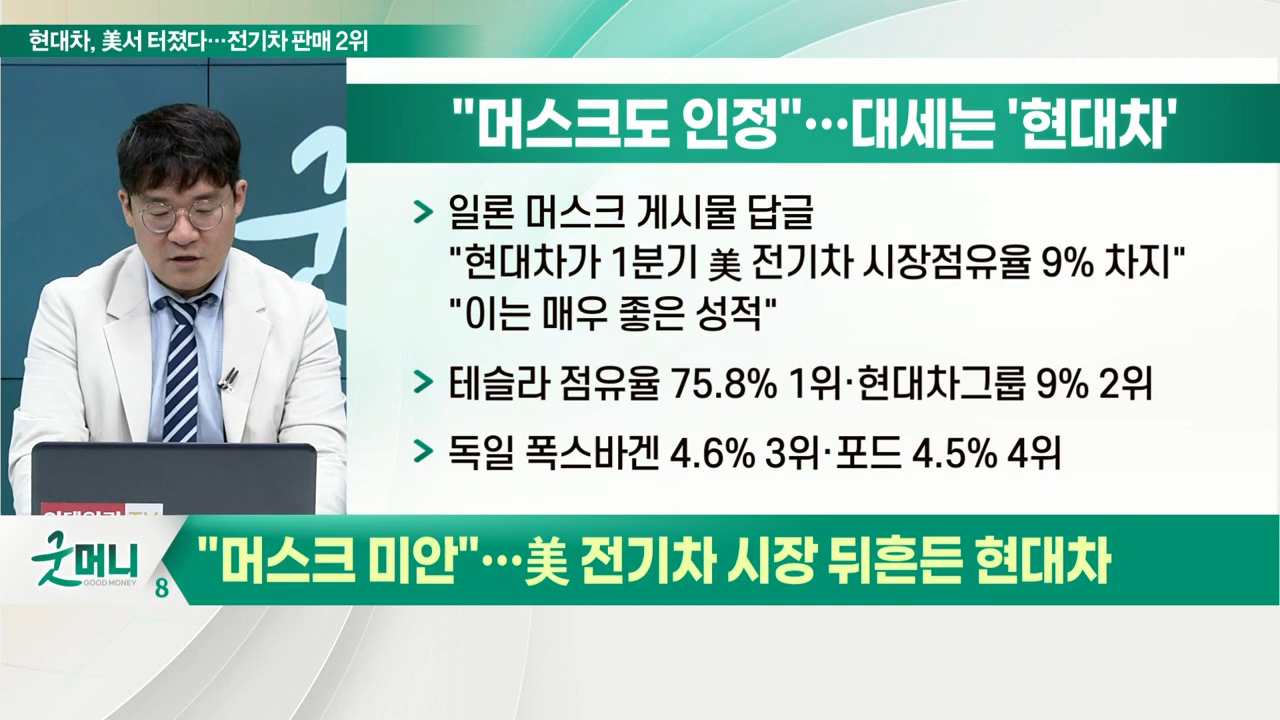 현대차, 美서 터졌다…전기차 판매 2위
"머스크도 인정"…대세는 '현대차'
> 일론 머스크 게시물 답글
"현대차가 1분기 美 전기차 시장점유율 9% 차지"
"이는 매우 좋은 성적"
> 테슬라 점유율 75.8% 1위·현대차그룹 9% 2위
> 독일 폭스바겐 4.6% 3위·포드 4.5% 4위
굿머니
GOOD MONEY
8
"머스크 미안"…美 전기차 시장 뒤흔든 현대차